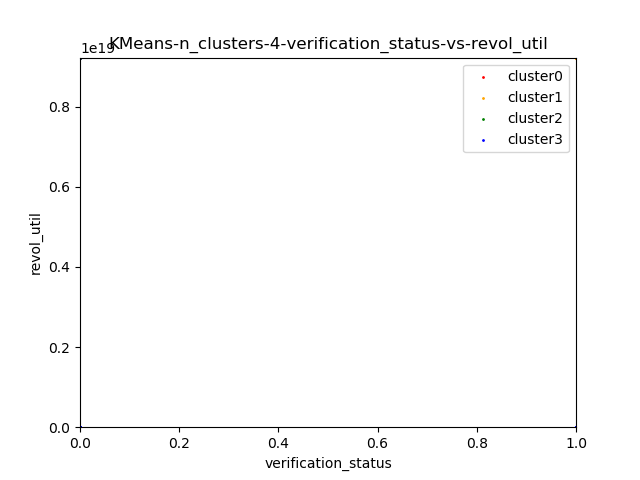 KMeans-n_clusters-4-verification_status-vs-revol_util
1e19
cluster0
cluster1
cluster2
cluster3
0.8
0.6
0.4
0.2
0.0
revol_util
0.0 0.2 0.4 0.6 0.8 1.0
verification_status